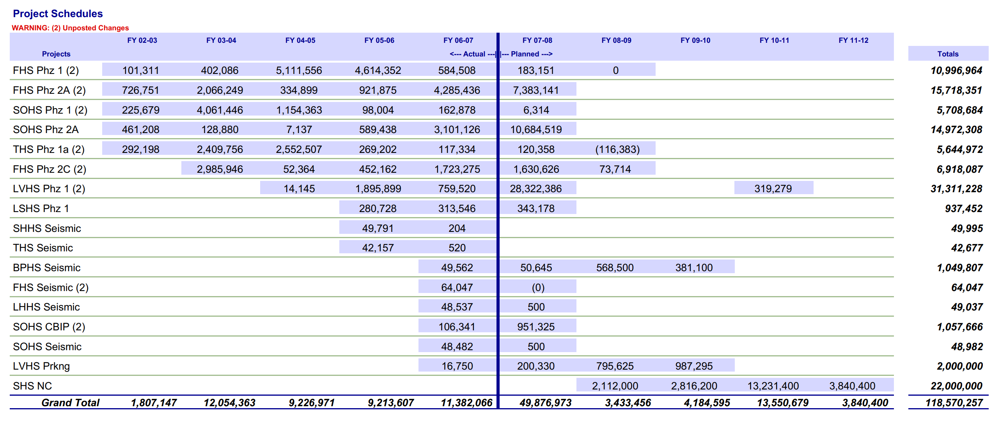 Project Schedules
WARNING: (2) Unposted Changes
FY 02-03 FY 03-04 FY 04-05 FY 05-06 FY 06-07 FY 07-08 FY 08-09 FY 09-10 FY 10-11 FY 11-12
Projects <--- Actual ---| |--- Planned ---> Totals
FHS Phz 1 (2) 101,311 402,086 5,111,556 4,614,352 584,508 183,151 0 10,996,964
FHS Phz 2A (2) 726,751 2,066,249 334,899 921,875 4,285,436 7,383,141 15,718,351
SOHS Phz 1 (2) 225,679 4,061,446 1,154,363 98,004 162,878 6,314 5,708,684
SOHS Phz 2A 461,208 128,880 7,137 589,438 3,101,126 10,684,519 14,972,308
THS Phz 1a (2) 292,198 2,409,756 2,552,507 269,202 117,334 120,358 (116,383) 5,644,972
FHS Phz 2C (2) 2,985,946 52,364 452,162 1,723,275 1,630,626 73,714 6,918,087
LVHS Phz 1 (2) 14,145 1,895,899 759,520 28,322,386 319,279 31,311,228
LSHS Phz 1 280,728 313,546 343,178 937,452
SHHS Seismic 49,791 204 49,995
THS Seismic 42,157 520 42,677
BPHS Seismic 49,562 50,645 568,500 381,100 1,049,807
FHS Seismic (2) 64,047 (0) 64,047
LHHS Seismic 48,537 500 49,037
SOHS CBIP (2) 106,341 951,325 1,057,666
SOHS Seismic 48,482 500 48,982
LVHS Prkng 16,750 200,330 795,625 987,295 2,000,000
SHS NC 2,112,000 2,816,200 13,231,400 3,840,400 22,000,000
Grand Total 1,807,147 12,054,363 9,226,971 9,213,607 11,382,066 49,876,973 3,433,456 4,184,595 13,550,679 3,840,400 118,570,257